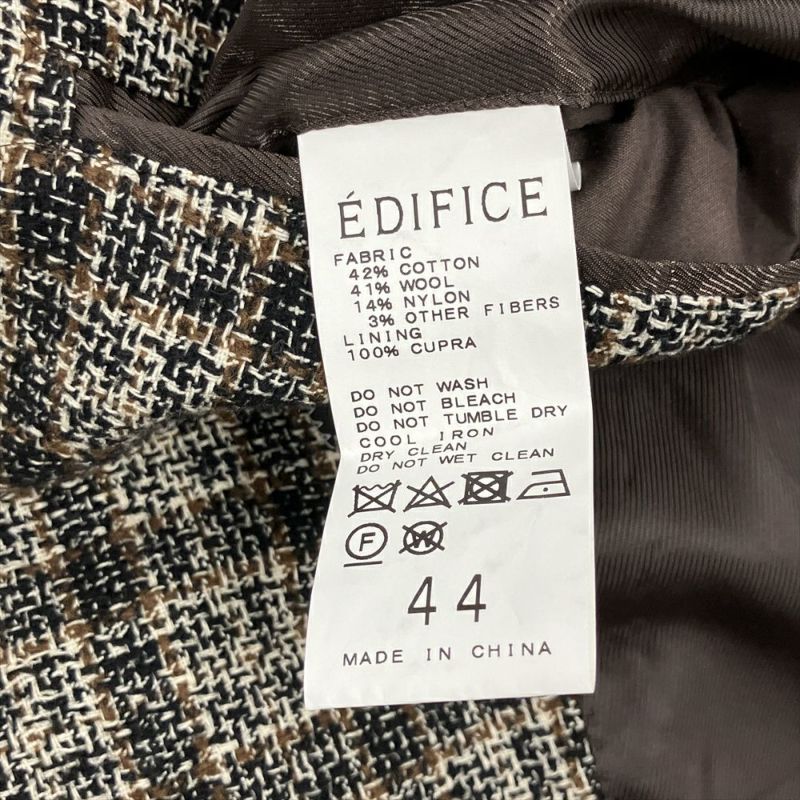 ÉDIFICE
FABRIC
42% COTTON
41% WOOL
14% NYLON
3% OTHER FIBERS
LINING
100% CUPRA
DO NOT WASH
DO NOT BLEACH
DO NOT TUMBLE DRY
COOL IRON
DRY CLEAN
DO NOT WET CLEAN
F W
44
MADE IN CHINA